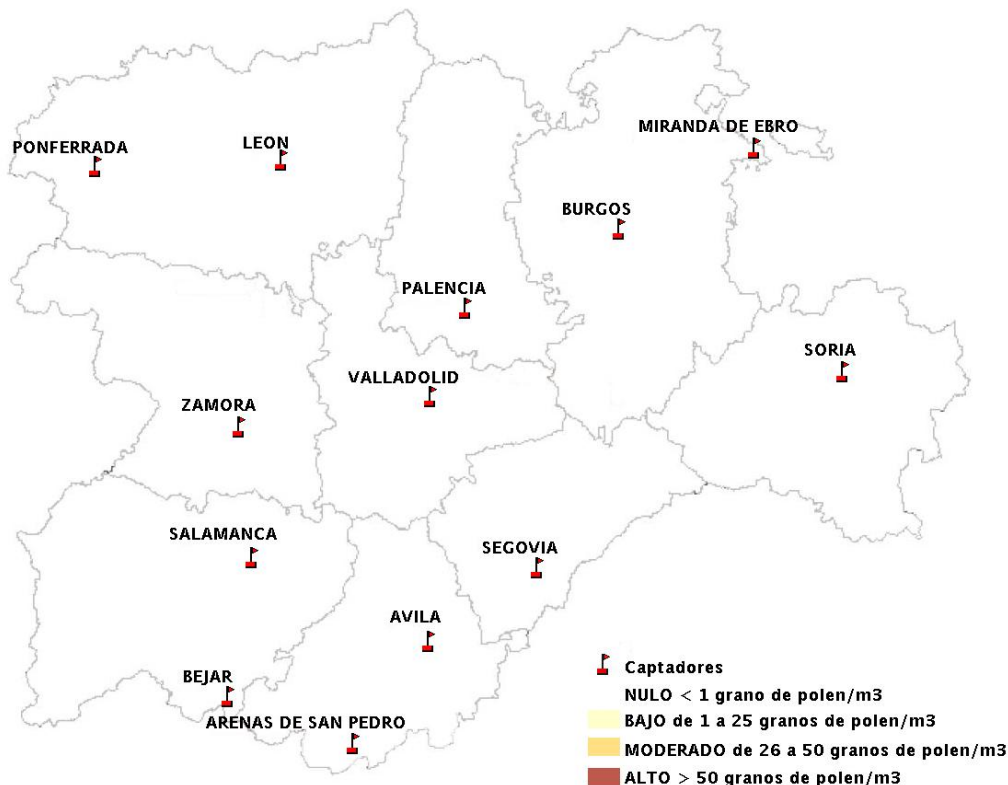 MIRANDA DE EBRO
PONFERRADA
LEON
BURGOS
PALENCIA
SORIA
VALLADOLID
ZAMORA
SALAMANCA
SEGOVIA
AVILA
BEJAR
ARENAS DE SAN PEDRO
Captadores
NULO < 1 grano de polen/m3
BAJO de 1 a 25 granos de polen/m3
MODERADO de 26 a 50 granos de polen/m3
ALTO > 50 granos de polen/m3